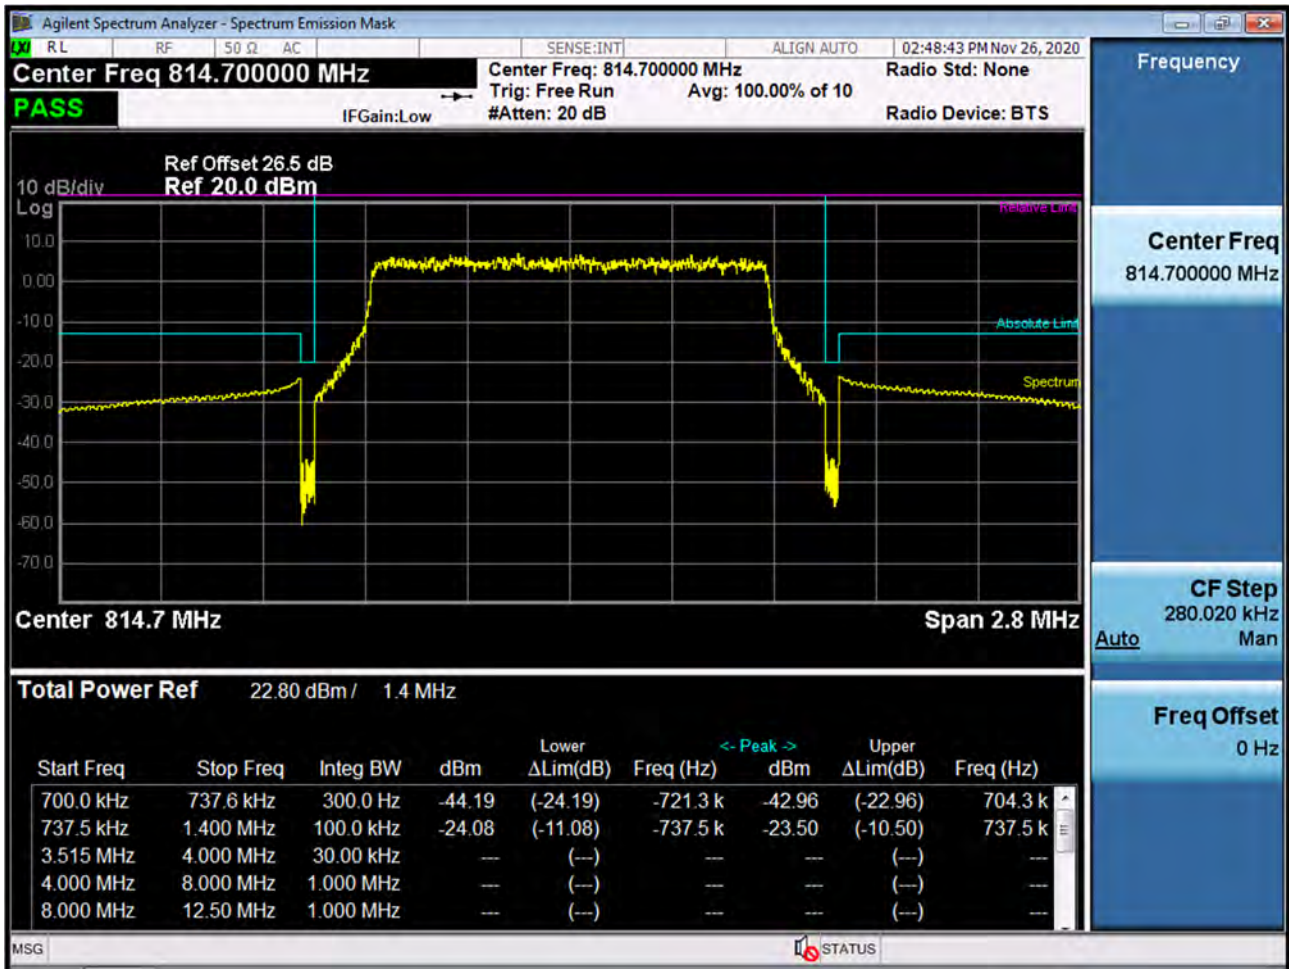 Agilent Spectrum Analyzer - Spectrum Emission Mask
LXI RL RF 50 Ω AC SENSE:INT ALIGN AUTO 02:48:43 PM Nov 26, 2020
Center Freq 814.700000 MHz
Center Freq: 814.700000 MHz Radio Std: None
Trig: Free Run Avg: 100.00% of 10
PASS
IFGain:Low #Atten: 20 dB Radio Device: BTS
Ref Offset 26.5 dB
10 dB/div Ref 20.0 dBm
Log
Relative Limit
10.0
0.00
-10.0
Absolute Limit
-20.0
Spectrum
-30.0
-40.0
-50.0
-60.0
-70.0
Center 814.7 MHz Span 2.8 MHz
Total Power Ref 22.80 dBm / 1.4 MHz
Lower <- Peak -> Upper
Start Freq Stop Freq Integ BW dBm ΔLim(dB) Freq (Hz) dBm ΔLim(dB) Freq (Hz)
700.0 kHz 737.6 kHz 300.0 Hz -44.19 (-24.19) -721.3 k -42.96 (-22.96) 704.3 k
737.5 kHz 1.400 MHz 100.0 kHz -24.08 (-11.08) -737.5 k -23.50 (-10.50) 737.5 k
3.515 MHz 4.000 MHz 30.00 kHz --- (---) --- --- (---) ---
4.000 MHz 8.000 MHz 1.000 MHz --- (---) --- --- (---) ---
8.000 MHz 12.50 MHz 1.000 MHz --- (---) --- --- (---) ---
MSG STATUS
Frequency
Center Freq
814.700000 MHz
CF Step
280.020 kHz
Auto Man
Freq Offset
0 Hz